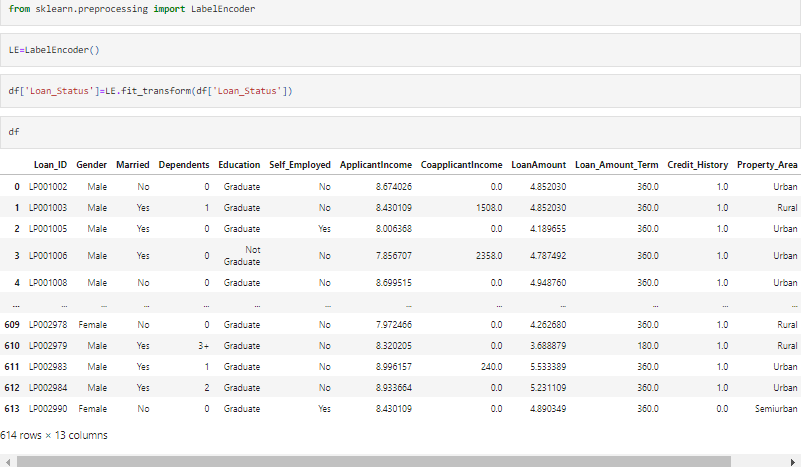 from sklearn.preprocessing import LabelEncoder
LE=LabelEncoder()
df['Loan_Status']=LE.fit_transform(df['Loan_Status'])
df
Loan_ID Gender Married Dependents Education Self_Employed ApplicantIncome CoapplicantIncome LoanAmount Loan_Amount_Term Credit_History Property_Area
0 LP001002 Male No 0 Graduate No 8.674026 0.0 4.852030 360.0 1.0 Urban
1 LP001003 Male Yes 1 Graduate No 8.430109 1508.0 4.852030 360.0 1.0 Rural
2 LP001005 Male Yes 0 Graduate Yes 8.006368 0.0 4.189655 360.0 1.0 Urban
3 LP001006 Male Yes 0 Not Graduate No 7.856707 2358.0 4.787492 360.0 1.0 Urban
4 LP001008 Male No 0 Graduate No 8.699515 0.0 4.948760 360.0 1.0 Urban
... ... ... ... ... ... ... ... ... ... ... ... ...
609 LP002978 Female No 0 Graduate No 7.972466 0.0 4.262680 360.0 1.0 Rural
610 LP002979 Male Yes 3+ Graduate No 8.320205 0.0 3.688879 180.0 1.0 Rural
611 LP002983 Male Yes 1 Graduate No 8.996157 240.0 5.533389 360.0 1.0 Urban
612 LP002984 Male Yes 2 Graduate No 8.933664 0.0 5.231109 360.0 1.0 Urban
613 LP002990 Female No 0 Graduate Yes 8.430109 0.0 4.890349 360.0 0.0 Semiurban
614 rows × 13 columns